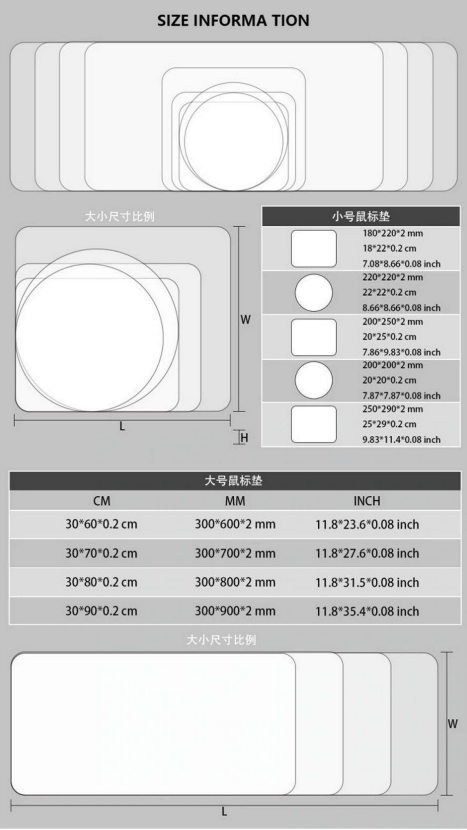 SIZE INFORMA TION
大小尺寸比例
小号鼠标垫
180*220*2 mm
18*22*0.2 cm
7.08*8.66*0.08 inch
220*220*2 mm
22*22*0.2 cm
8.66*8.66*0.08 inch
200*250*2 mm
20*25*0.2 cm
7.86*9.83*0.08 inch
200*200*2 mm
20*20*0.2 cm
7.87*7.87*0.08 inch
250*290*2 mm
25*29*0.2 cm
9.83*11.4*0.08 inch
W
L
H
大号鼠标垫
CM MM INCH
30*60*0.2 cm 300*600*2 mm 11.8*23.6*0.08 inch
30*70*0.2 cm 300*700*2 mm 11.8*27.6*0.08 inch
30*80*0.2 cm 300*800*2 mm 11.8*31.5*0.08 inch
30*90*0.2 cm 300*900*2 mm 11.8*35.4*0.08 inch
大小尺寸比例
W
L